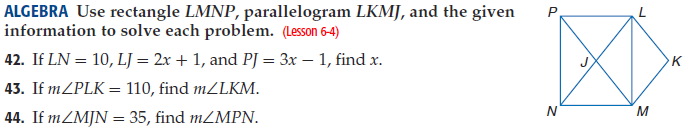 ALGEBRA Use rectangle LMNP, parallelogram LKMJ, and the given
information to solve each problem. (Lesson 6-4)
42. If LN = 10, LJ = 2x + 1, and PJ = 3x − 1, find x.
43. If m∠PLK = 110, find m∠LKM.
44. If m∠MJN = 35, find m∠MPN.
P
L
J
K
N
M